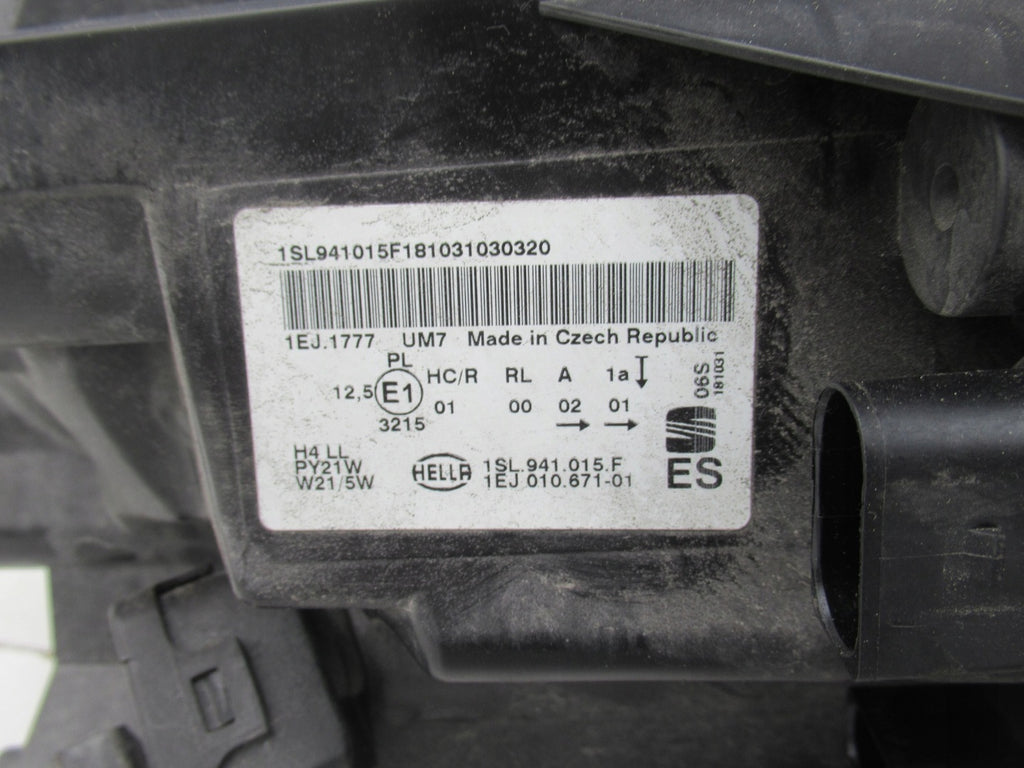 1SL941015F181031030320
1EJ.1777 UM7 Made in Czech Republic
PL
12,5 E1 HC/R RL A 1a
01 00 02 01
3215
06S
181031
H4 LL
PY21W
W21/5W
HELLA
1SL.941.015.F
1EJ 010.671-01
ES